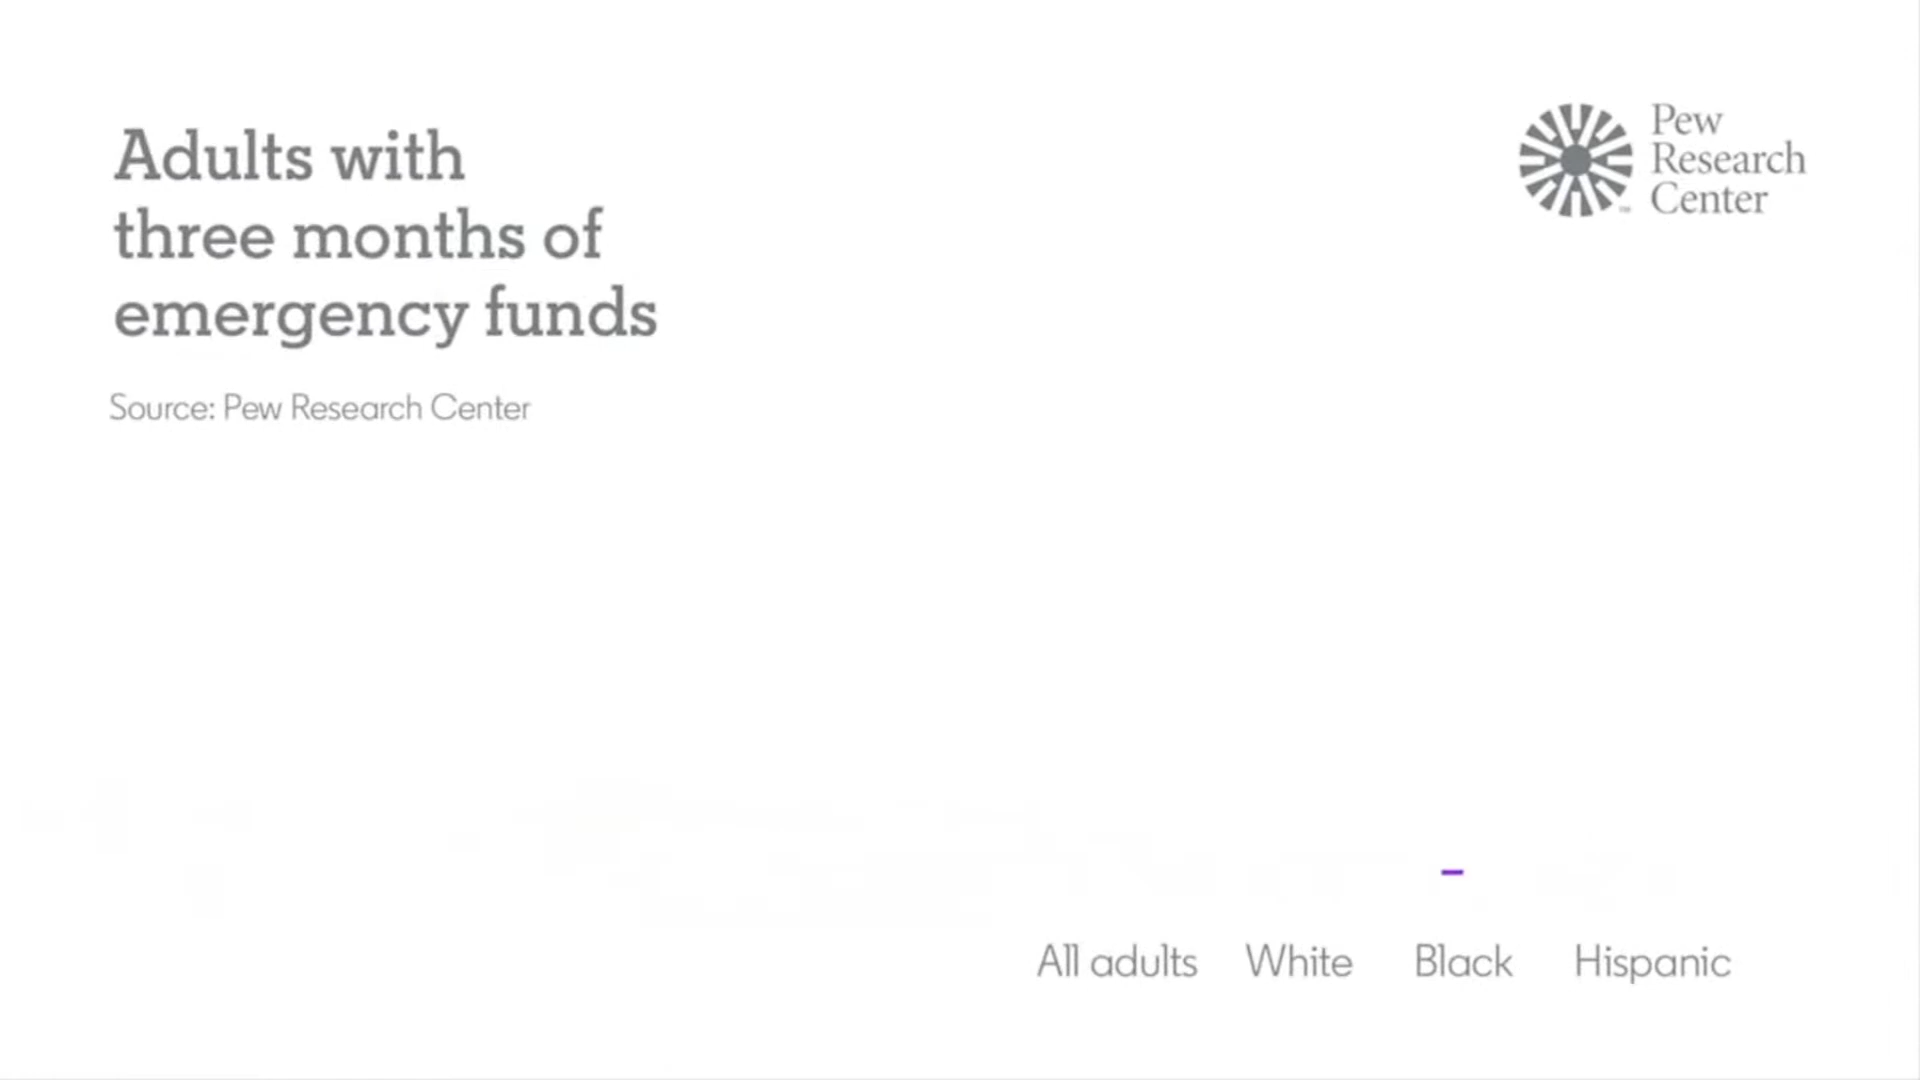 Adults with
three months of
emergency funds
Source: Pew Research Center
Pew
Research
Center
All adults White Black Hispanic